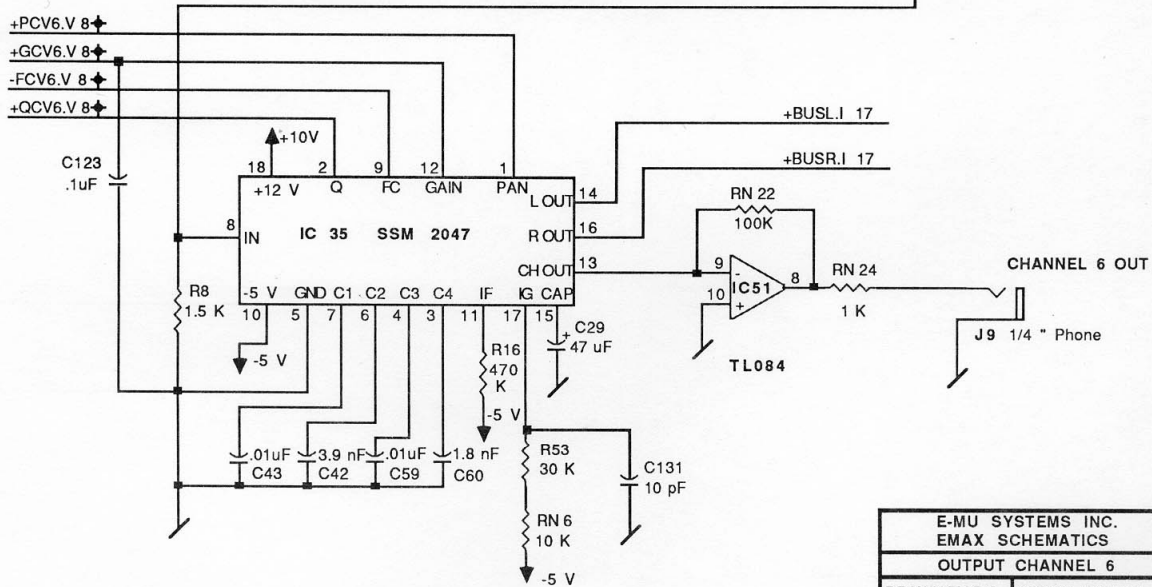 +PCV6.V 8
+GCV6.V 8
-FCV6.V 8
+QCV6.V 8
+BUSL.I 17
+BUSR.I 17
C123
.1uF
+10V
18 2 9 12 1
+12 V Q FC GAIN PAN
L OUT 14
8 IN
IC 35 SSM 2047
R OUT 16
CH OUT 13
-5 V GND C1 C2 C3 C4 IF IG CAP
10 5 7 6 4 3 11 17 15
R8
1.5 K
-5 V
R16
470
K
-5 V
+ C29
47 uF
RN 22
100K
9 -
10 +
IC51
8
TL084
RN 24
1 K
CHANNEL 6 OUT
J9 1/4 " Phone
.01uF
C43
3.9 nF
C42
.01uF
C59
1.8 nF
C60
R53
30 K
C131
10 pF
RN 6
10 K
-5 V
E-MU SYSTEMS INC.
EMAX SCHEMATICS
OUTPUT CHANNEL 6